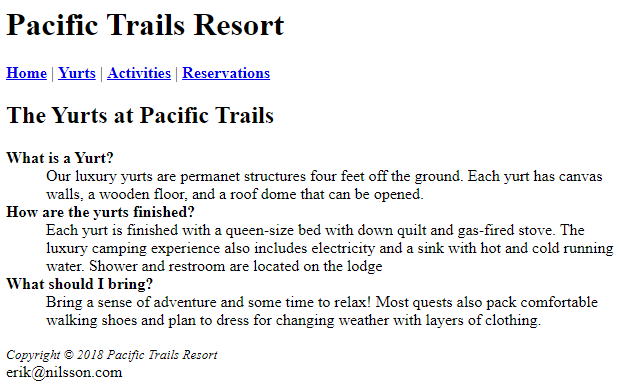 Pacific Trails Resort
Home | Yurts | Activities | Reservations
The Yurts at Pacific Trails
What is a Yurt?
Our luxury yurts are permanet structures four feet off the ground. Each yurt has canvas
walls, a wooden floor, and a roof dome that can be opened.
How are the yurts finished?
Each yurt is finished with a queen-size bed with down quilt and gas-fired stove. The
luxury camping experience also includes electricity and a sink with hot and cold running
water. Shower and restroom are located on the lodge
What should I bring?
Bring a sense of adventure and some time to relax! Most quests also pack comfortable
walking shoes and plan to dress for changing weather with layers of clothing.
Copyright © 2018 Pacific Trails Resort
erik@nilsson.com